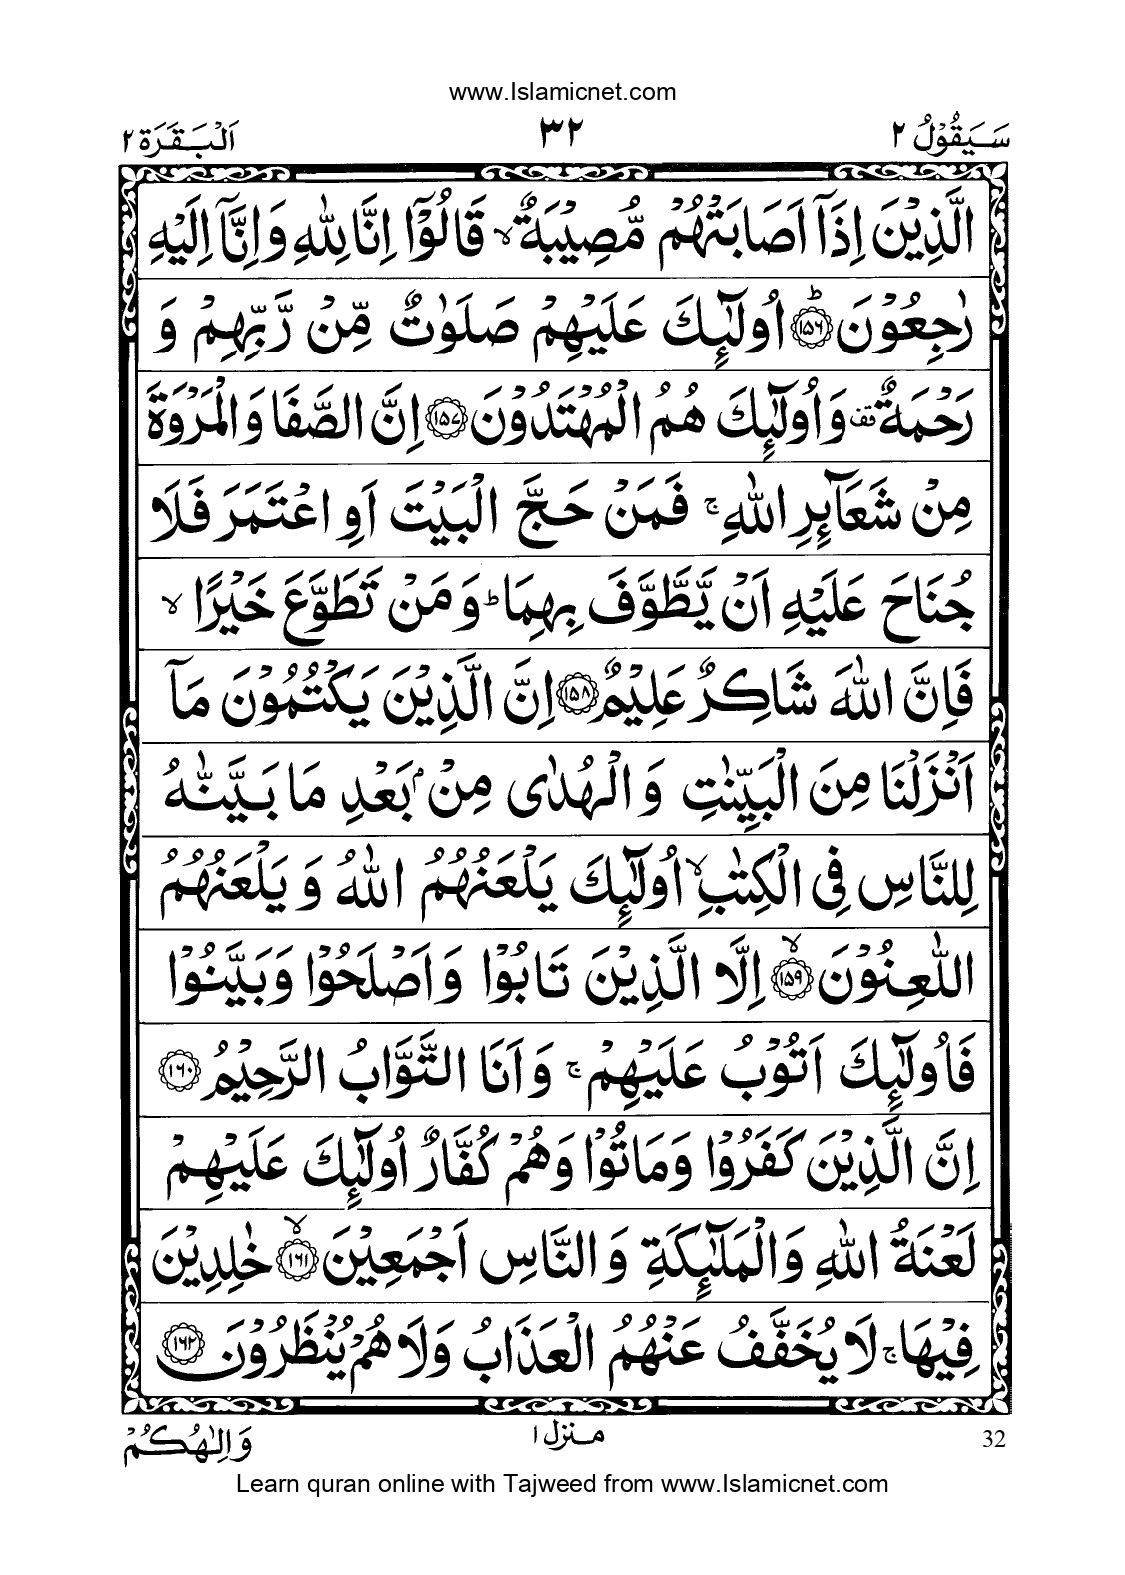 www.Islamicnet.com
سَيَقُوْلُ ٢ ٣٢ اَلْبَقَرَة ٢
الَّذِيْنَ اِذَآ اَصَابَتْهُمْ مُّصِيْبَةٌ ۙ قَالُوْٓا اِنَّا لِلّٰهِ وَاِنَّآ اِلَيْهِ
رٰجِعُوْنَ ؕ﴿١٥٦﴾ اُولٰٓئِكَ عَلَيْهِمْ صَلَوٰتٌ مِّنْ رَّبِّهِمْ وَ
رَحْمَةٌ قف وَاُولٰٓئِكَ هُمُ الْمُهْتَدُوْنَ ﴿١٥٧﴾ اِنَّ الصَّفَا وَالْمَرْوَةَ
مِنْ شَعَآئِرِ اللّٰهِ ۚ فَمَنْ حَجَّ الْبَيْتَ اَوِ اعْتَمَرَ فَلَا
جُنَاحَ عَلَيْهِ اَنْ يَّطَّوَّفَ بِهِمَا ؕ وَمَنْ تَطَوَّعَ خَيْرًا ۙ
فَاِنَّ اللّٰهَ شَاكِرٌ عَلِيْمٌ ﴿١٥٨﴾ اِنَّ الَّذِيْنَ يَكْتُمُوْنَ مَآ
اَنْزَلْنَا مِنَ الْبَيِّنٰتِ وَالْهُدٰى مِنْۢ بَعْدِ مَا بَيَّنّٰهُ
لِلنَّاسِ فِى الْكِتٰبِ ۙ اُولٰٓئِكَ يَلْعَنُهُمُ اللّٰهُ وَيَلْعَنُهُمُ
اللّٰعِنُوْنَ ۙ﴿١٥٩﴾ اِلَّا الَّذِيْنَ تَابُوْا وَاَصْلَحُوْا وَبَيَّنُوْا
فَاُولٰٓئِكَ اَتُوْبُ عَلَيْهِمْ ۚ وَاَنَا التَّوَّابُ الرَّحِيْمُ ﴿١٦٠﴾
اِنَّ الَّذِيْنَ كَفَرُوْا وَمَاتُوْا وَهُمْ كُفَّارٌ اُولٰٓئِكَ عَلَيْهِمْ
لَعْنَةُ اللّٰهِ وَالْمَلٰٓئِكَةِ وَالنَّاسِ اَجْمَعِيْنَ ۙ﴿١٦١﴾ خٰلِدِيْنَ
فِيْهَا ۚ لَا يُخَفَّفُ عَنْهُمُ الْعَذَابُ وَلَا هُمْ يُنْظَرُوْنَ ﴿١٦٢﴾
32 منزل ١ وَاِلٰهُكُمْ
Learn quran online with Tajweed from www.Islamicnet.com